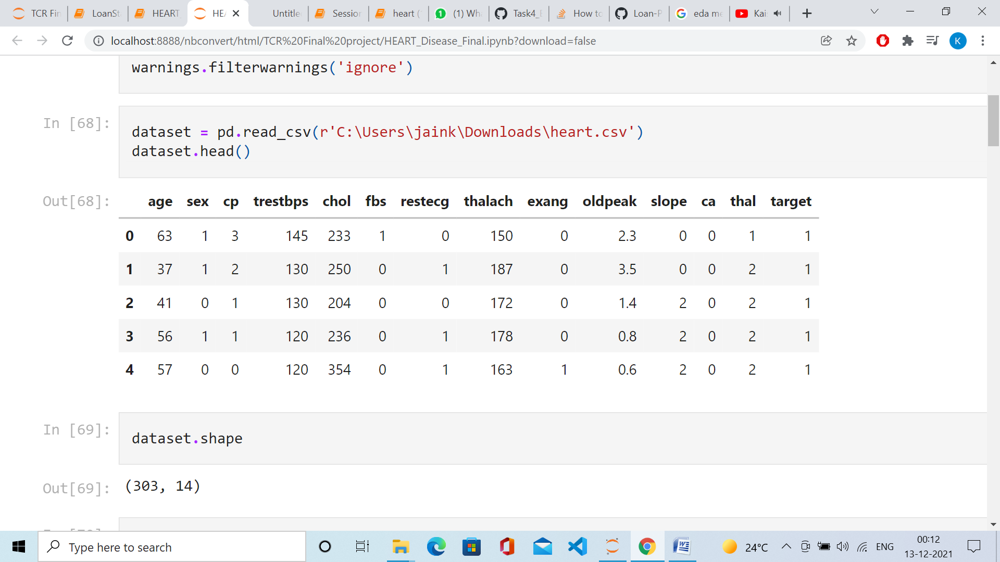 TCR Fin
LoanSt
HEART
HEA
Untitle
Session
heart (
(1) Wh
Task4_E
How to
Loan-P
eda me
Kai
localhost:8888/nbconvert/html/TCR%20Final%20project/HEART_Disease_Final.ipynb?download=false
K
warnings.filterwarnings('ignore')
In [68]:
dataset = pd.read_csv(r'C:\Users\jaink\Downloads\heart.csv')
dataset.head()
Out[68]:
age sex cp trestbps chol fbs restecg thalach exang oldpeak slope ca thal target
0 63 1 3 145 233 1 0 150 0 2.3 0 0 1 1
1 37 1 2 130 250 0 1 187 0 3.5 0 0 2 1
2 41 0 1 130 204 0 0 172 0 1.4 2 0 2 1
3 56 1 1 120 236 0 1 178 0 0.8 2 0 2 1
4 57 0 0 120 354 0 1 163 1 0.6 2 0 2 1
In [69]:
dataset.shape
Out[69]:
(303, 14)
Type here to search
24°C
ENG
00:12
13-12-2021